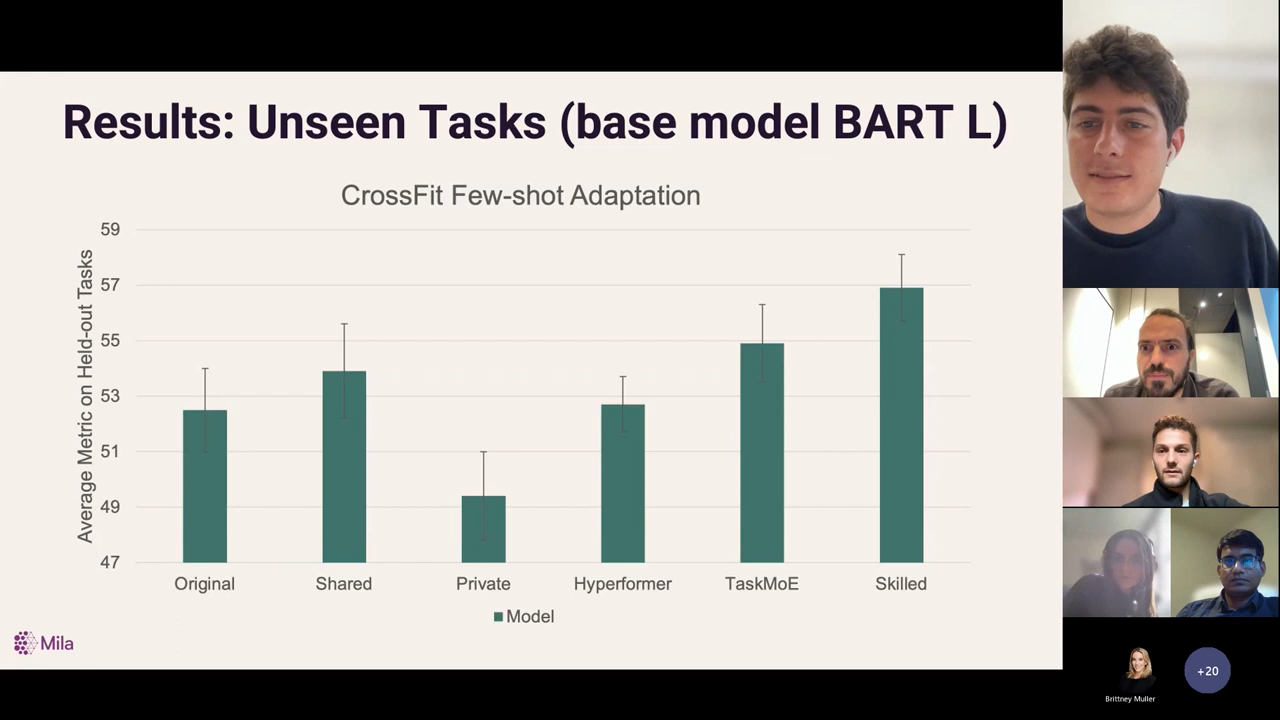 Results: Unseen Tasks (base model BART L)
CrossFit Few-shot Adaptation
Average Metric on Held-out Tasks
59
57
55
53
51
49
47
Original Shared Private Hyperformer TaskMoE Skilled
Model
Mila
Brittney Muller
+20